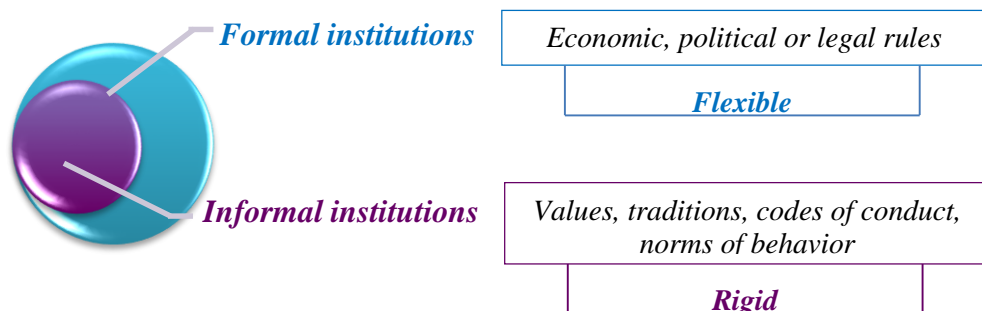 Formal institutions
Economic, political or legal rules
Flexible
Informal institutions
Values, traditions, codes of conduct,
norms of behavior
Rigid